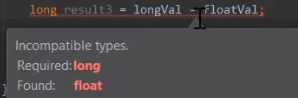 long result3 = longVal - floatVal;
Incompatible types.
Required: long
Found: float
}